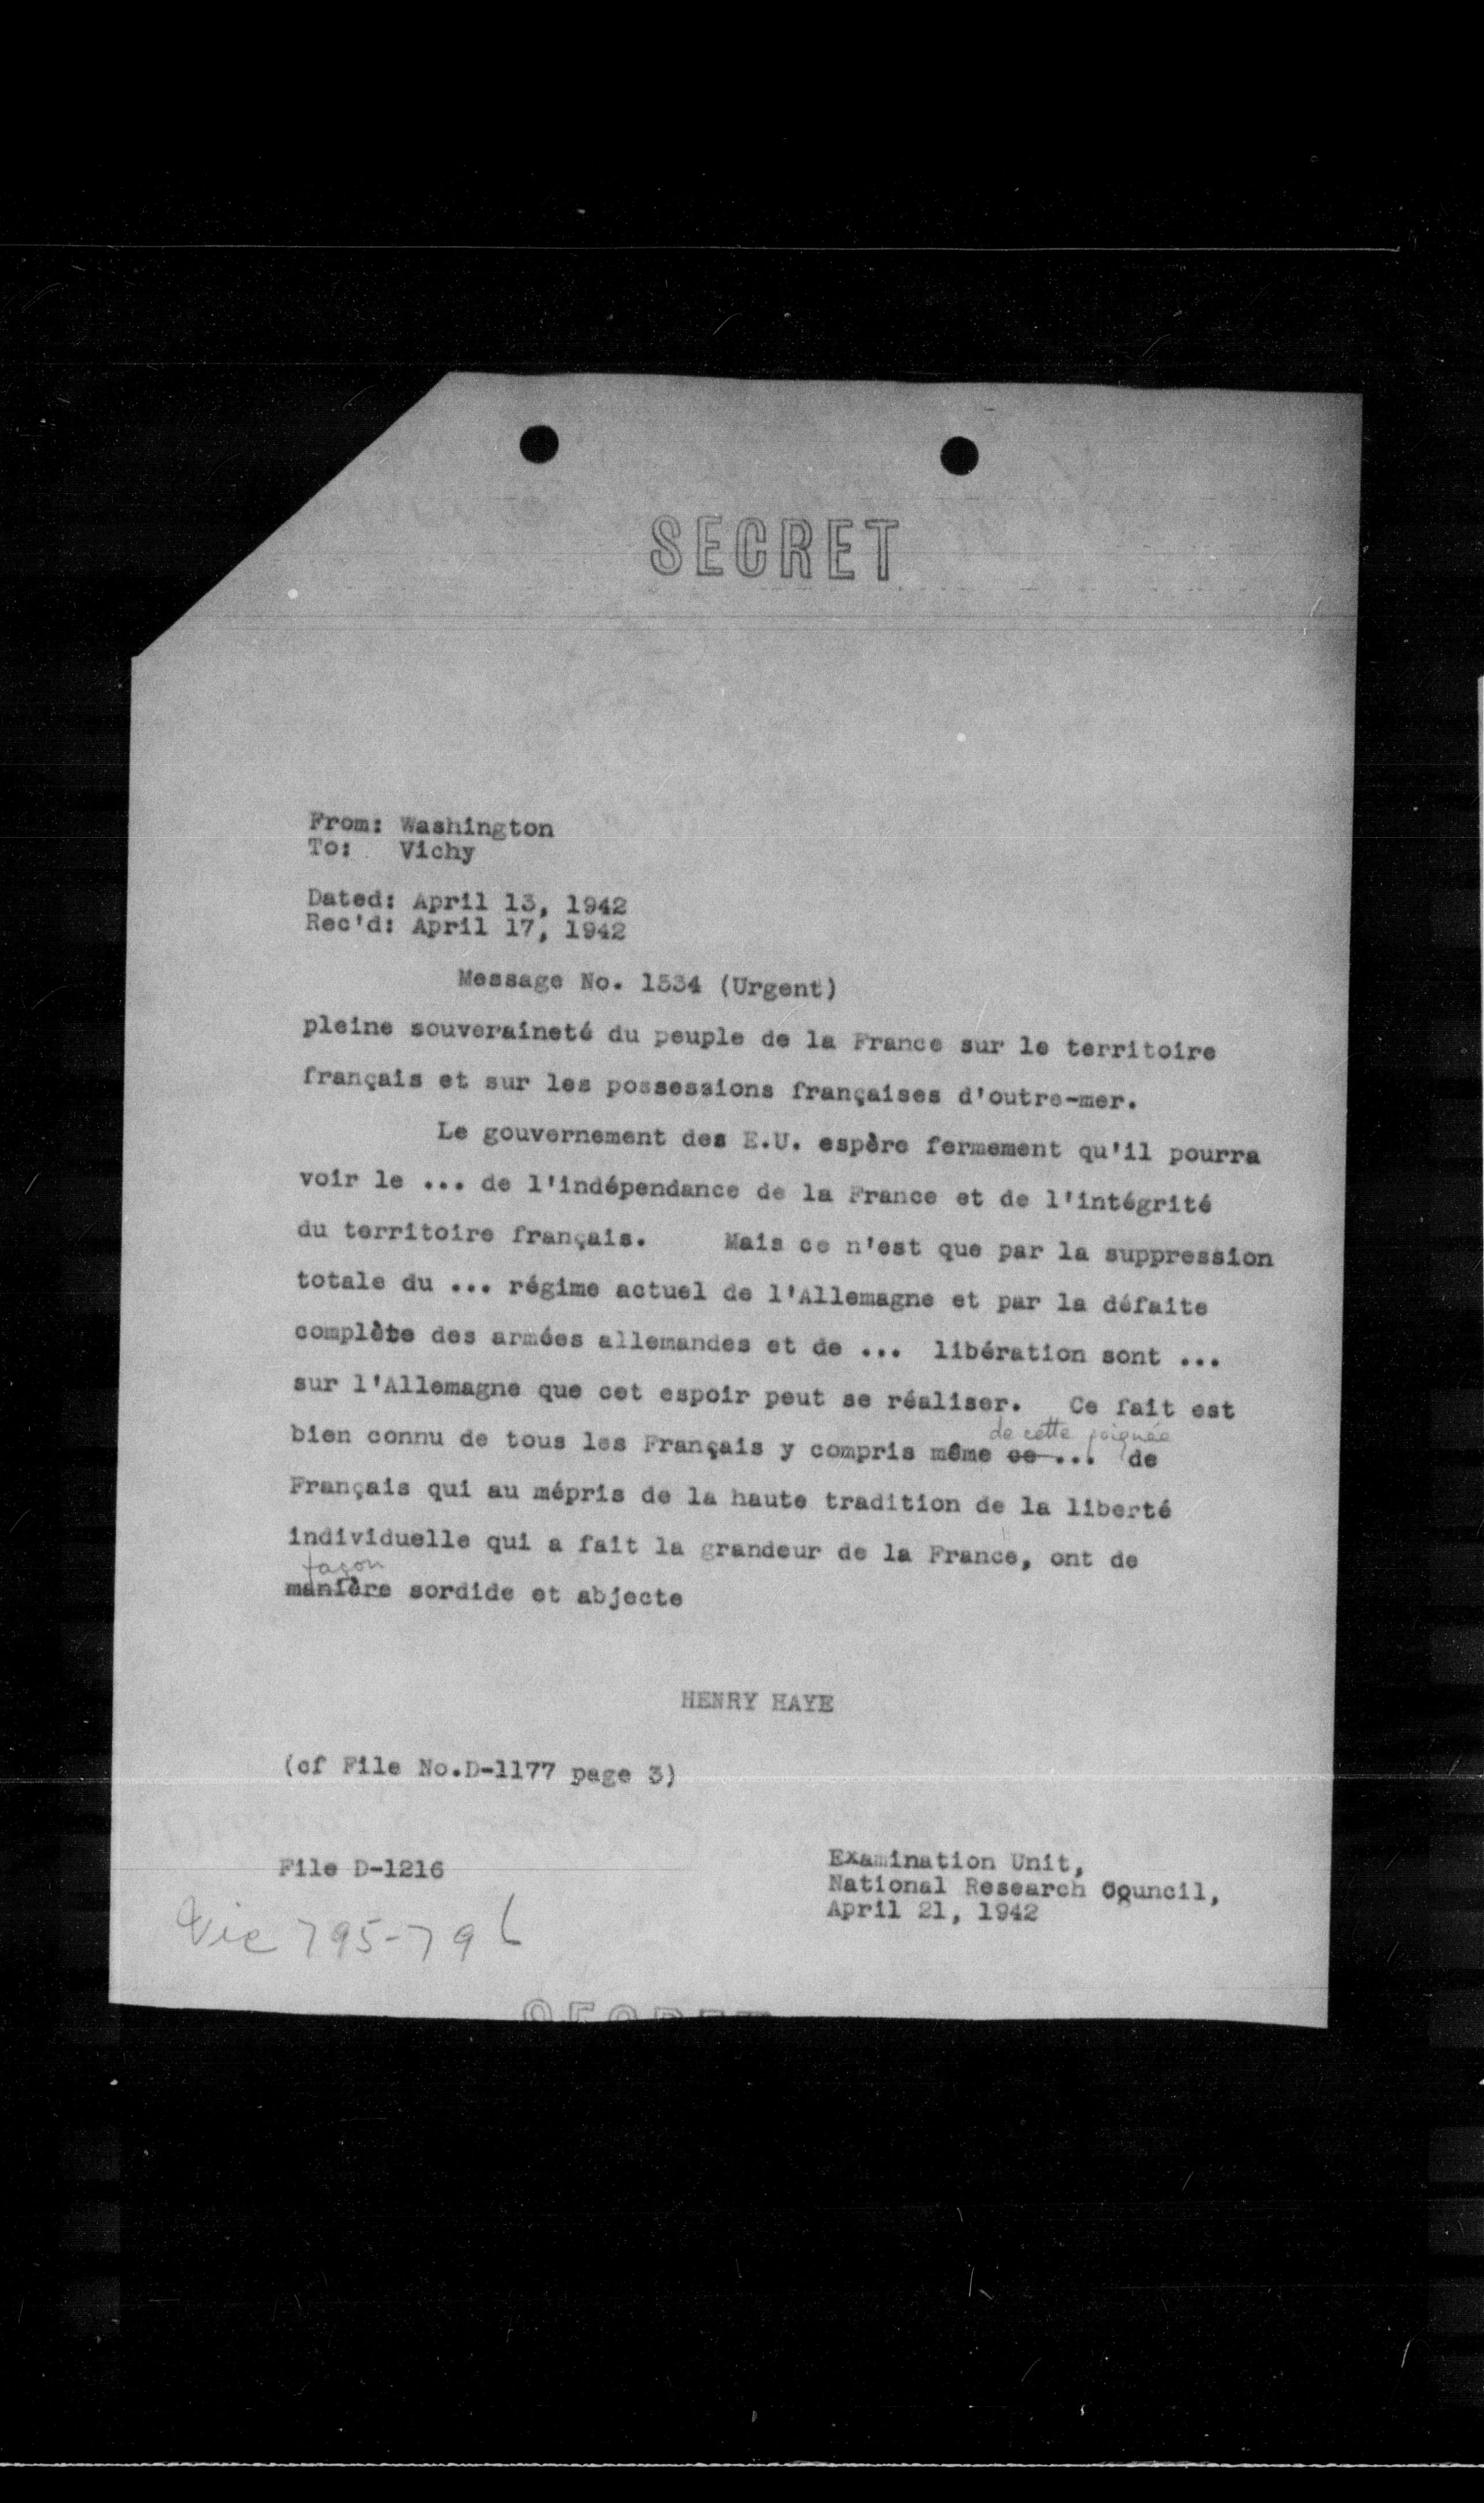 SECRET
From: Washington
To: Vichy
Dated: April 13, 1942
Rec'd: April 17, 1942
Message No. 1534 (Urgent)
pleine souveraineté du peuple de la France sur le territoire
français et sur les possessions françaises d'outre-mer.
Le gouvernement des E.U. espère fermement qu'il pourra
voir le ... de l'indépendance de la France et de l'intégrité
du territoire français. Mais ce n'est que par la suppression
totale du ... régime actuel de l'Allemagne et par la défaite
complète des armées allemandes et de ... libération sont ...
sur l'Allemagne que cet espoir peut se réaliser. Ce fait est
de cette poignée
bien connu de tous les Français y compris même ce ... de
Français qui au mépris de la haute tradition de la liberté
individuelle qui a fait la grandeur de la France, ont de
façon
manière sordide et abjecte
HENRY HAYE
(cf File No.D-1177 page 3)
File D-1216
Examination Unit,
National Research Council,
April 21, 1942
Vic 795-796
SECRET